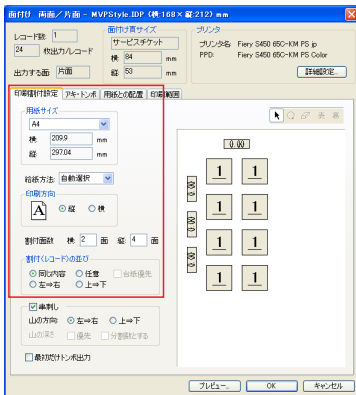 面付け 両面／片面 - MVPStyle.IDP (横:168×縦:212) mm
レコード数: 1
24 枚出力/レコード
出力する面: 片面
面付け頁サイズ
サービスチケット
横: 84 mm
縦: 53 mm
プリンタ
プリンタ名: Fiery S450 65C-KM PS jp
PPD: Fiery S450 65C-KM PS Color
詳細設定...
印刷割付設定 アキ・トンボ 用紙との配置 印刷範囲
用紙サイズ
A4
横: 209.9 mm
縦: 297.04 mm
給紙方法: 自動選択
印刷方向
A 縦 横
割付面数 横: 2 面 縦: 4 面
割付(レコード)の並び
同じ内容 任意 台紙優先
左⇒右 上⇒下
串刺し
山の方向: 左⇒右 上⇒下
山の深さ: 優先 分割数とする
最初だけトンボ出力
表 裏
0.00
1 1
1 1
1 1
1 1
プレビュー... OK キャンセル